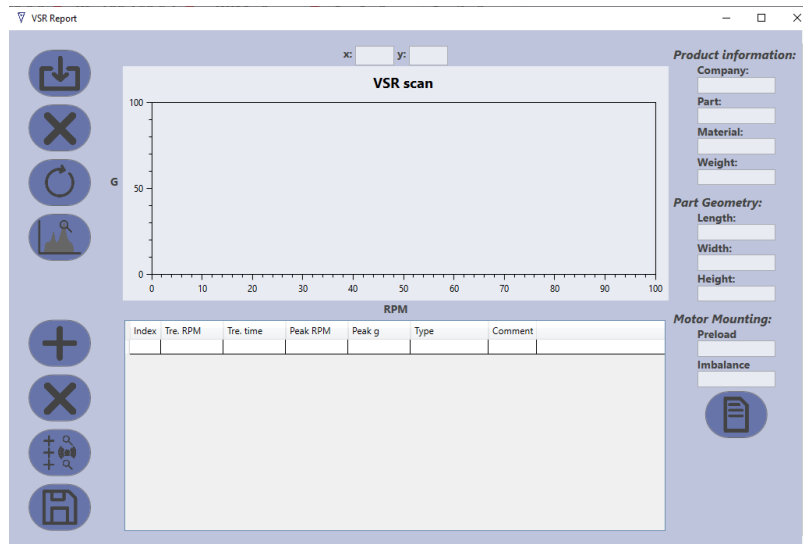 VSR Report
x: y:
VSR scan
100
50
0
G
0 10 20 30 40 50 60 70 80 90 100
RPM
Index Tre. RPM Tre. time Peak RPM Peak g Type Comment
Product information:
Company:
Part:
Material:
Weight:
Part Geometry:
Length:
Width:
Height:
Motor Mounting:
Preload
Imbalance